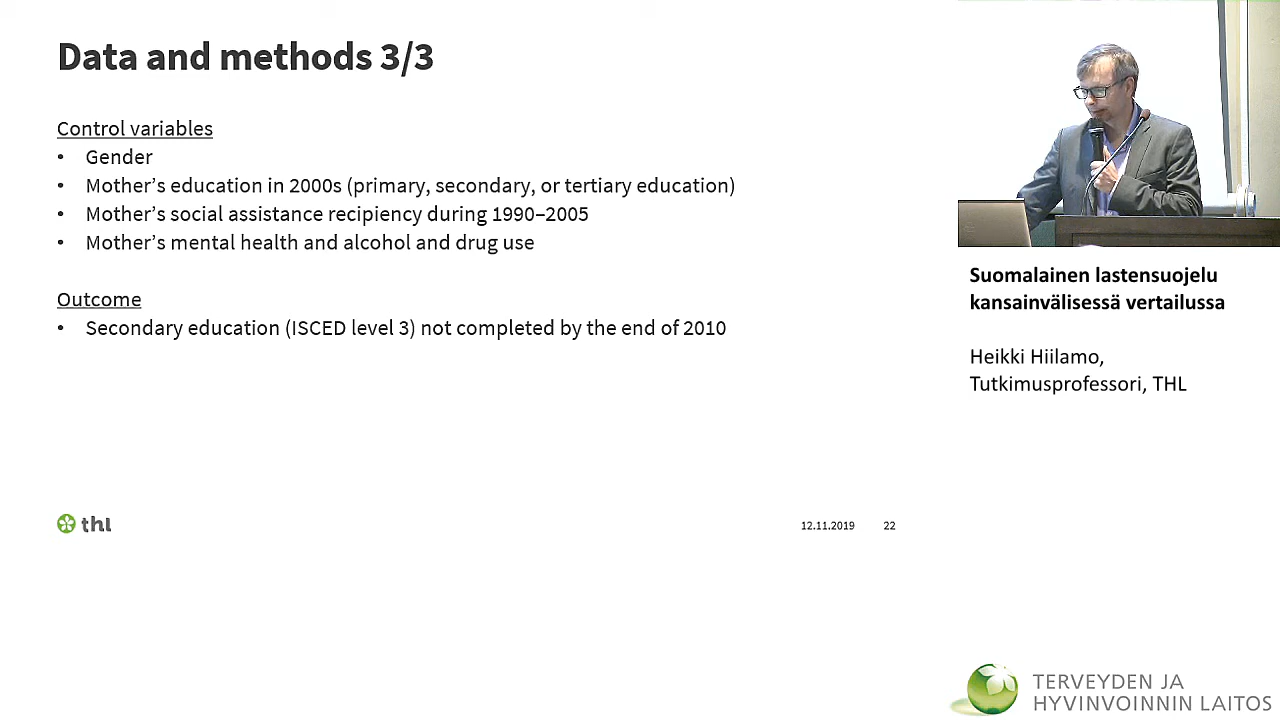 Data and methods 3/3
Control variables
• Gender
• Mother’s education in 2000s (primary, secondary, or tertiary education)
• Mother’s social assistance recipiency during 1990–2005
• Mother’s mental health and alcohol and drug use
Outcome
• Secondary education (ISCED level 3) not completed by the end of 2010
thl
12.11.2019 22
Suomalainen lastensuojelu
kansainvälisessä vertailussa
Heikki Hiilamo,
Tutkimusprofessori, THL
TERVEYDEN JA
HYVINVOINNIN LAITOS